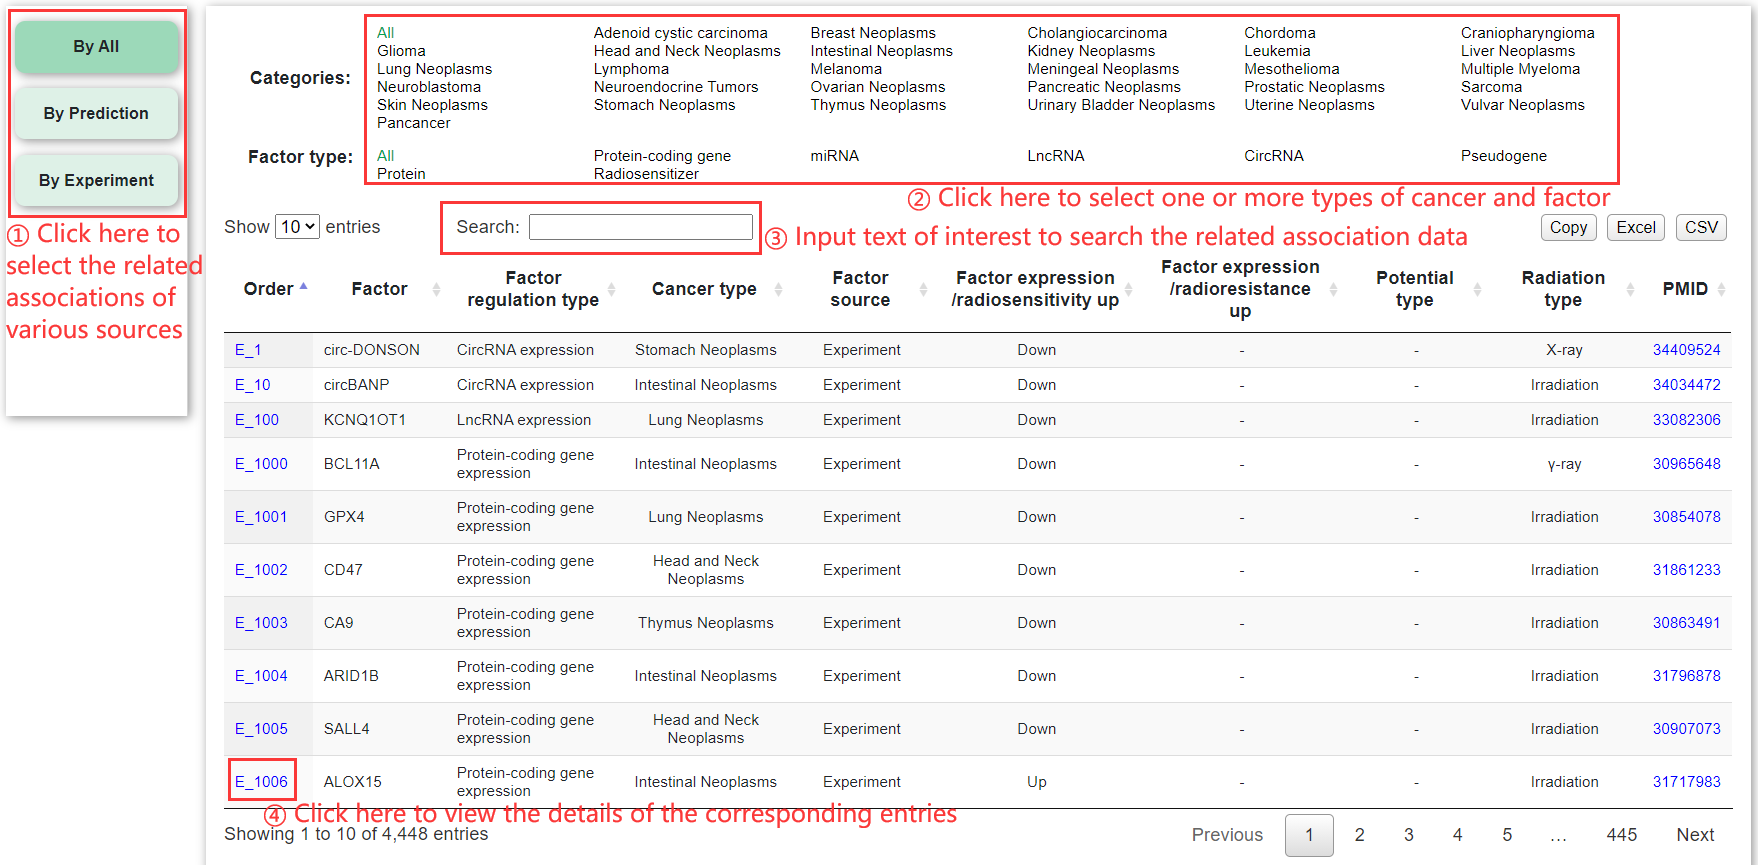 By All
By Prediction
By Experiment
① Click here to
select the related
associations of
various sources
Categories:
All Adenoid cystic carcinoma Breast Neoplasms Cholangiocarcinoma Chordoma Craniopharyngioma
Glioma Head and Neck Neoplasms Intestinal Neoplasms Kidney Neoplasms Leukemia Liver Neoplasms
Lung Neoplasms Lymphoma Melanoma Meningeal Neoplasms Mesothelioma Multiple Myeloma
Neuroblastoma Neuroendocrine Tumors Ovarian Neoplasms Pancreatic Neoplasms Prostatic Neoplasms Sarcoma
Skin Neoplasms Stomach Neoplasms Thymus Neoplasms Urinary Bladder Neoplasms Uterine Neoplasms Vulvar Neoplasms
Pancancer
Factor type:
All Protein-coding gene miRNA LncRNA CircRNA Pseudogene
Protein Radiosensitizer
② Click here to select one or more types of cancer and factor
Show 10 entries
Search:
③ Input text of interest to search the related association data
Copy Excel CSV
Order
Factor
Factor
regulation type
Cancer type
Factor
source
Factor expression
/radiosensitivity up
Factor expression
/radioresistance
up
Potential
type
Radiation
type
PMID
E_1 circ-DONSON CircRNA expression Stomach Neoplasms Experiment Down - - X-ray 34409524
E_10 circBANP CircRNA expression Intestinal Neoplasms Experiment Down - - Irradiation 34034472
E_100 KCNQ1OT1 LncRNA expression Lung Neoplasms Experiment Down - - Irradiation 33082306
E_1000 BCL11A Protein-coding gene
expression Intestinal Neoplasms Experiment Down - - γ-ray 30965648
E_1001 GPX4 Protein-coding gene
expression Lung Neoplasms Experiment Down - - Irradiation 30854078
E_1002 CD47 Protein-coding gene
expression Head and Neck
Neoplasms Experiment Down - - Irradiation 31861233
E_1003 CA9 Protein-coding gene
expression Thymus Neoplasms Experiment Down - - Irradiation 30863491
E_1004 ARID1B Protein-coding gene
expression Intestinal Neoplasms Experiment Down - - Irradiation 31796878
E_1005 SALL4 Protein-coding gene
expression Head and Neck
Neoplasms Experiment Down - - Irradiation 30907073
E_1006 ALOX15 Protein-coding gene
expression Intestinal Neoplasms Experiment Up - - Irradiation 31717983
④ Click here to view the details of the corresponding entries
Showing 1 to 10 of 4,448 entries
Previous 1 2 3 4 5 … 445 Next